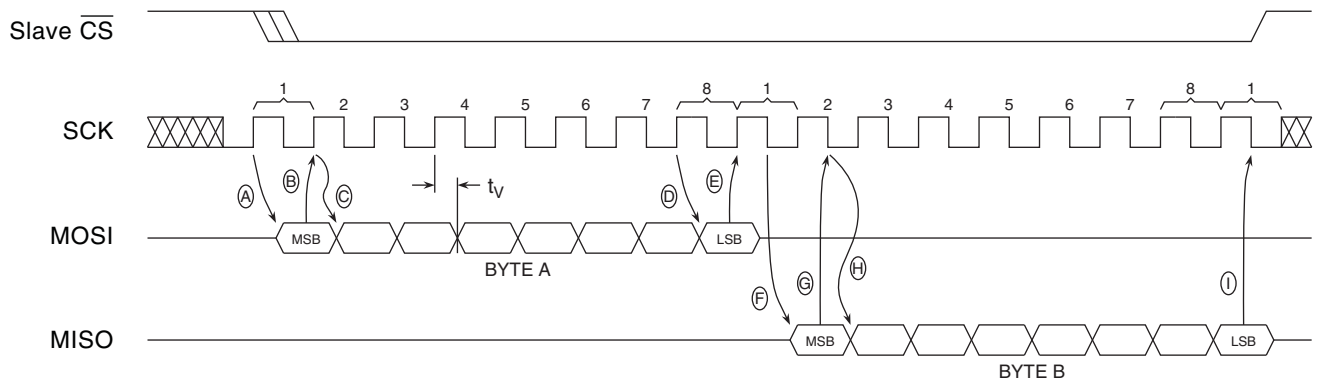 Slave CS
1 2 3 4 5 6 7 8 1 2 3 4 5 6 7 8 1
SCK
A B C D E
tV
MOSI MSB LSB
BYTE A
F G H I
MISO MSB LSB
BYTE B